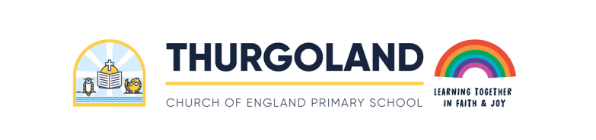 THURGOLAND
CHURCH OF ENGLAND PRIMARY SCHOOL
LEARNING TOGETHER
IN FAITH & JOY